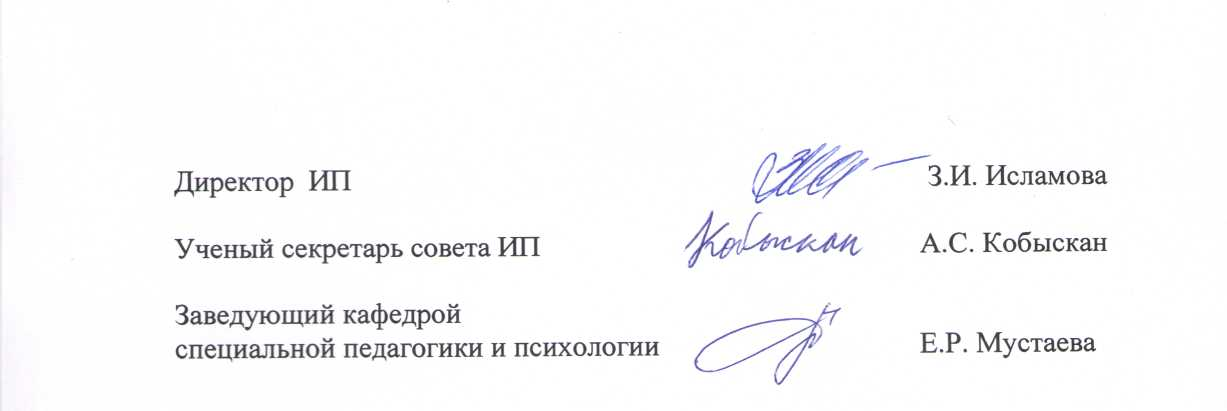 Директор ИП З.И. Исламова
Ученый секретарь совета ИП Кобыскан А.С. Кобыскан
Заведующий кафедрой
специальной педагогики и психологии Е.Р. Мустаева